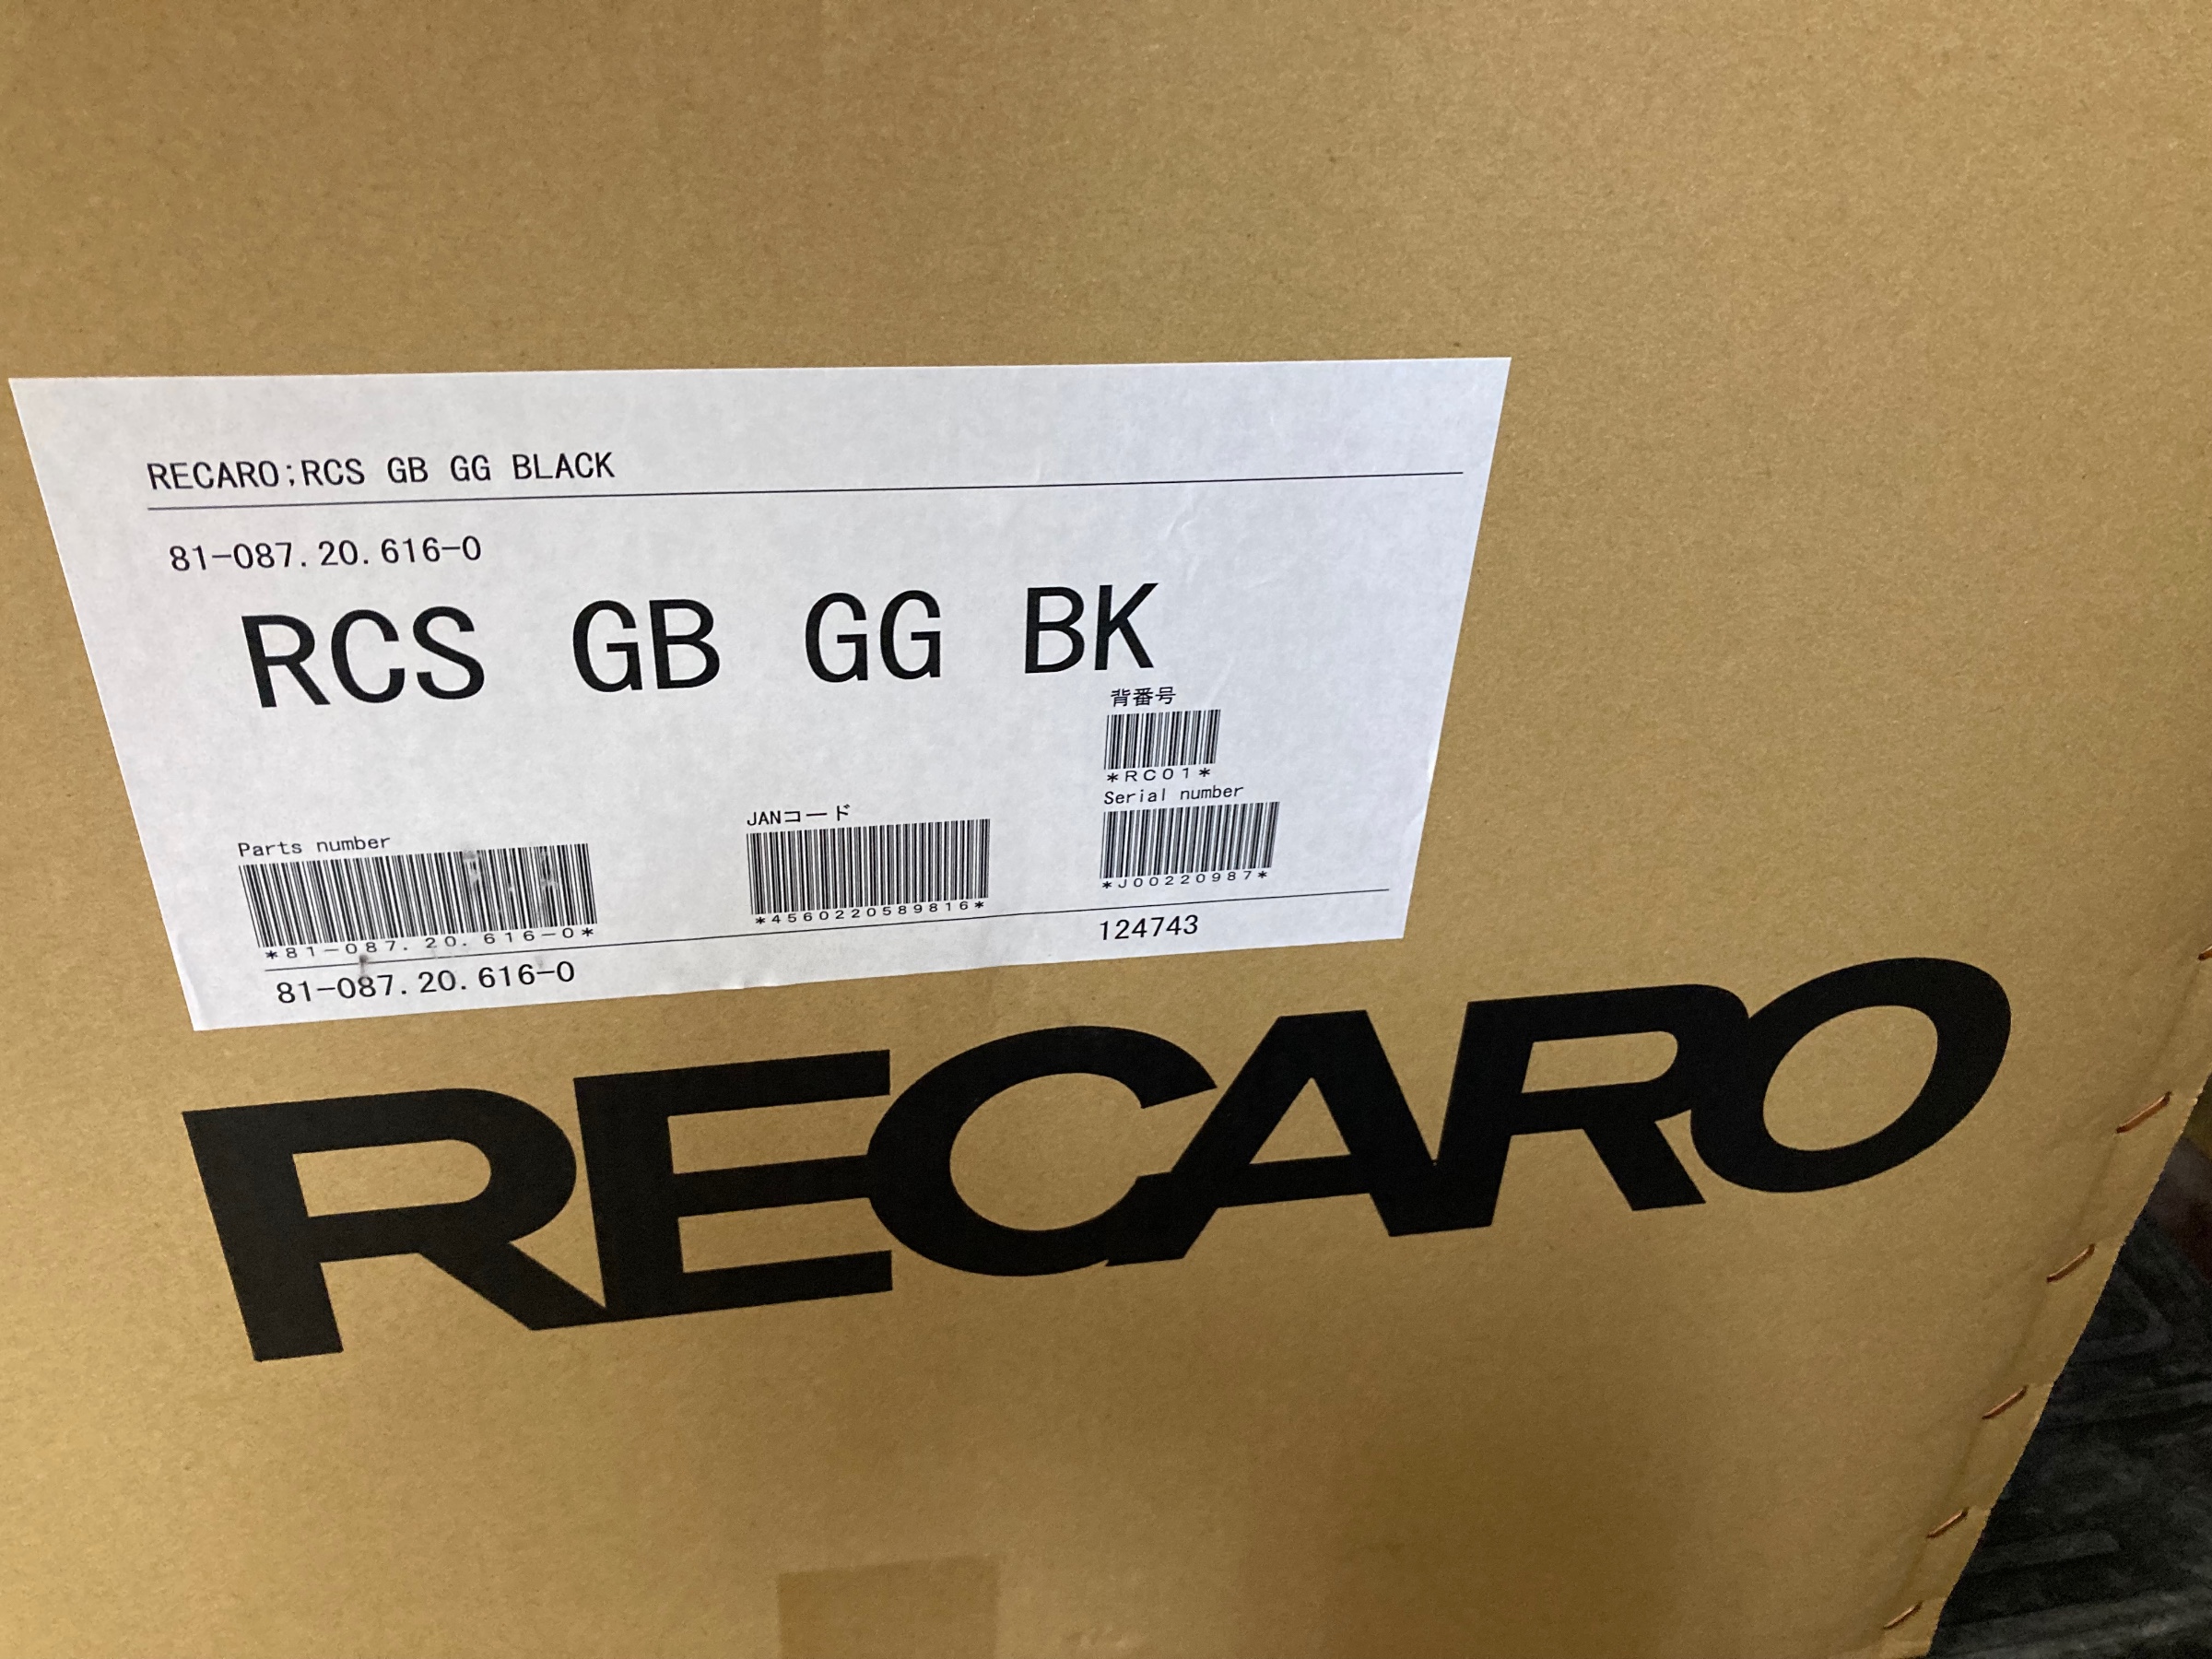 RECARO;RCS GB GG BLACK
81-087.20.616-0
RCS GB GG BK
背番号
*RC01*
Serial number
*J00220987*
JANコード
*4560220589816*
Parts number
*81-087.20.616-0*
124743
81-087.20.616-0
RECARO